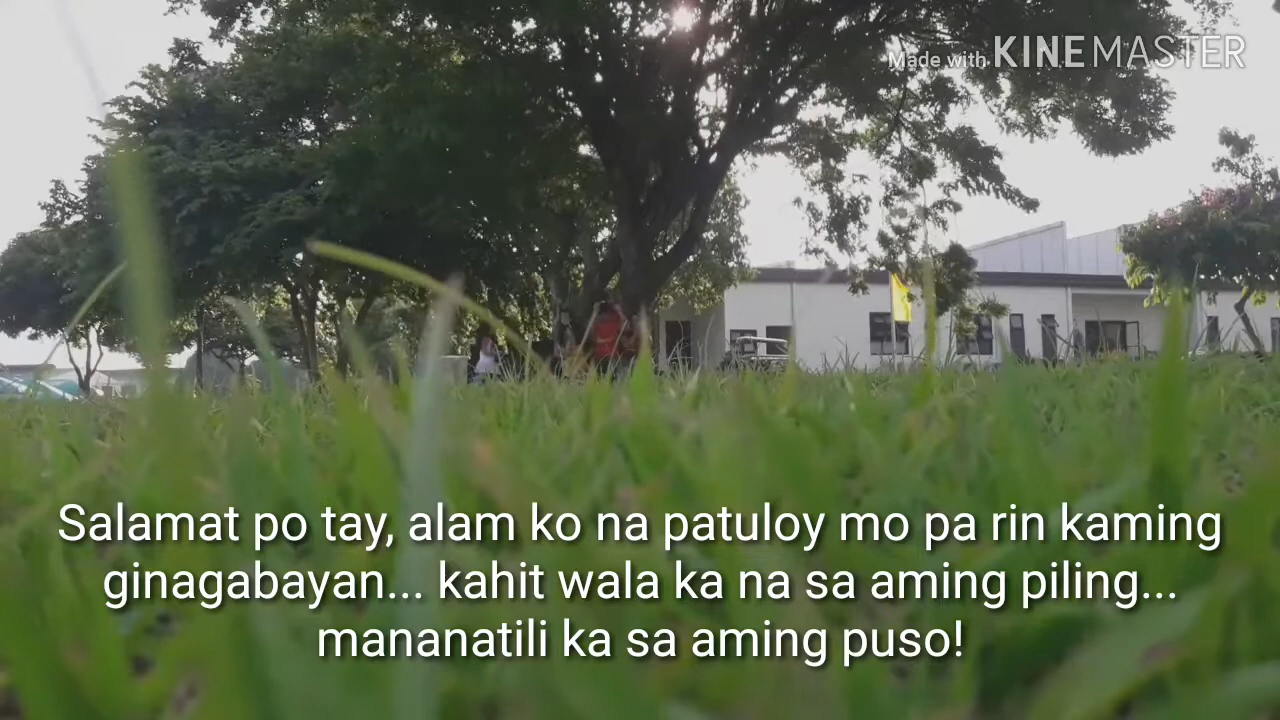 Made with KINEMASTER
Salamat po tay, alam ko na patuloy mo pa rin kaming
ginagabayan... kahit wala ka na sa aming piling...
mananatili ka sa aming puso!